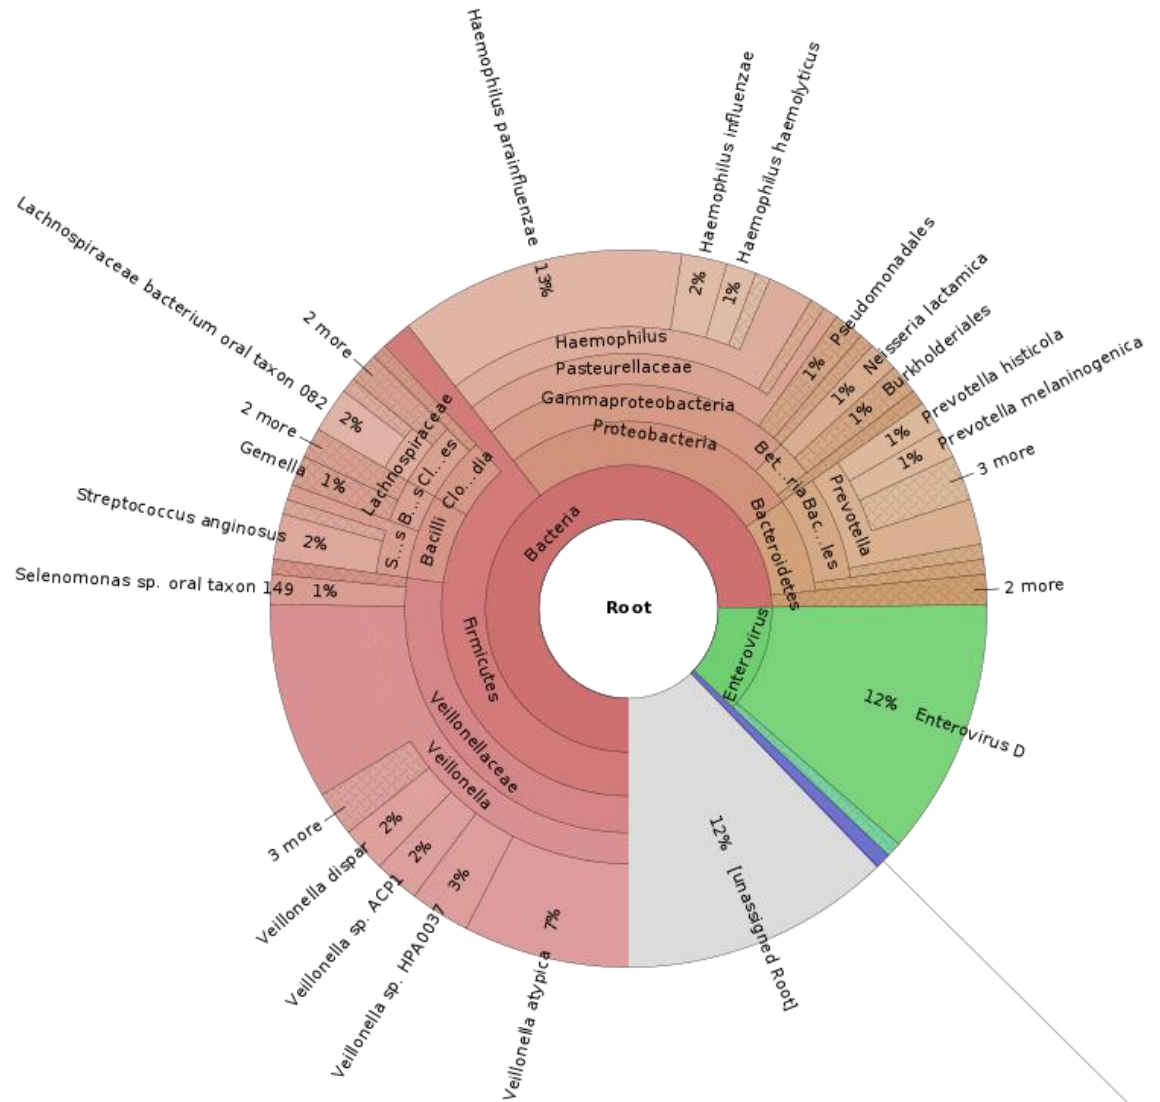 Haemophilus parainfluenzae
13%
Haemophilus influenzae
2%
Haemophilus haemolyticus
1%
Pseudomonadales
1%
Neisseria lactamica
1%
Burkholderiales
1%
Prevotella histicola
1%
Prevotella melaninogenica
1%
3 more
2 more
Lachnospiraceae bacterium oral taxon 082
2%
2 more
2 more
Gemella
1%
Streptococcus anginosus
2%
Selenomonas sp. oral taxon 149
1%
Haemophilus
Pasteurellaceae
Gammaproteobacteria
Proteobacteria
Bet...ria
Bacteroidetes
Bac...les
Prevotella
Lachnospiraceae
Cl...es
Clo...dia
B...s
S...s
Bacilli
Bacteria
Root
Firmicutes
Veillonellaceae
Veillonella
Enterovirus
12% Enterovirus D
12% [unassigned Root]
3 more
2%
Veillonella dispar
2%
Veillonella sp. ACP1
3%
Veillonella sp. HPA0037
7%
Veillonella atypica